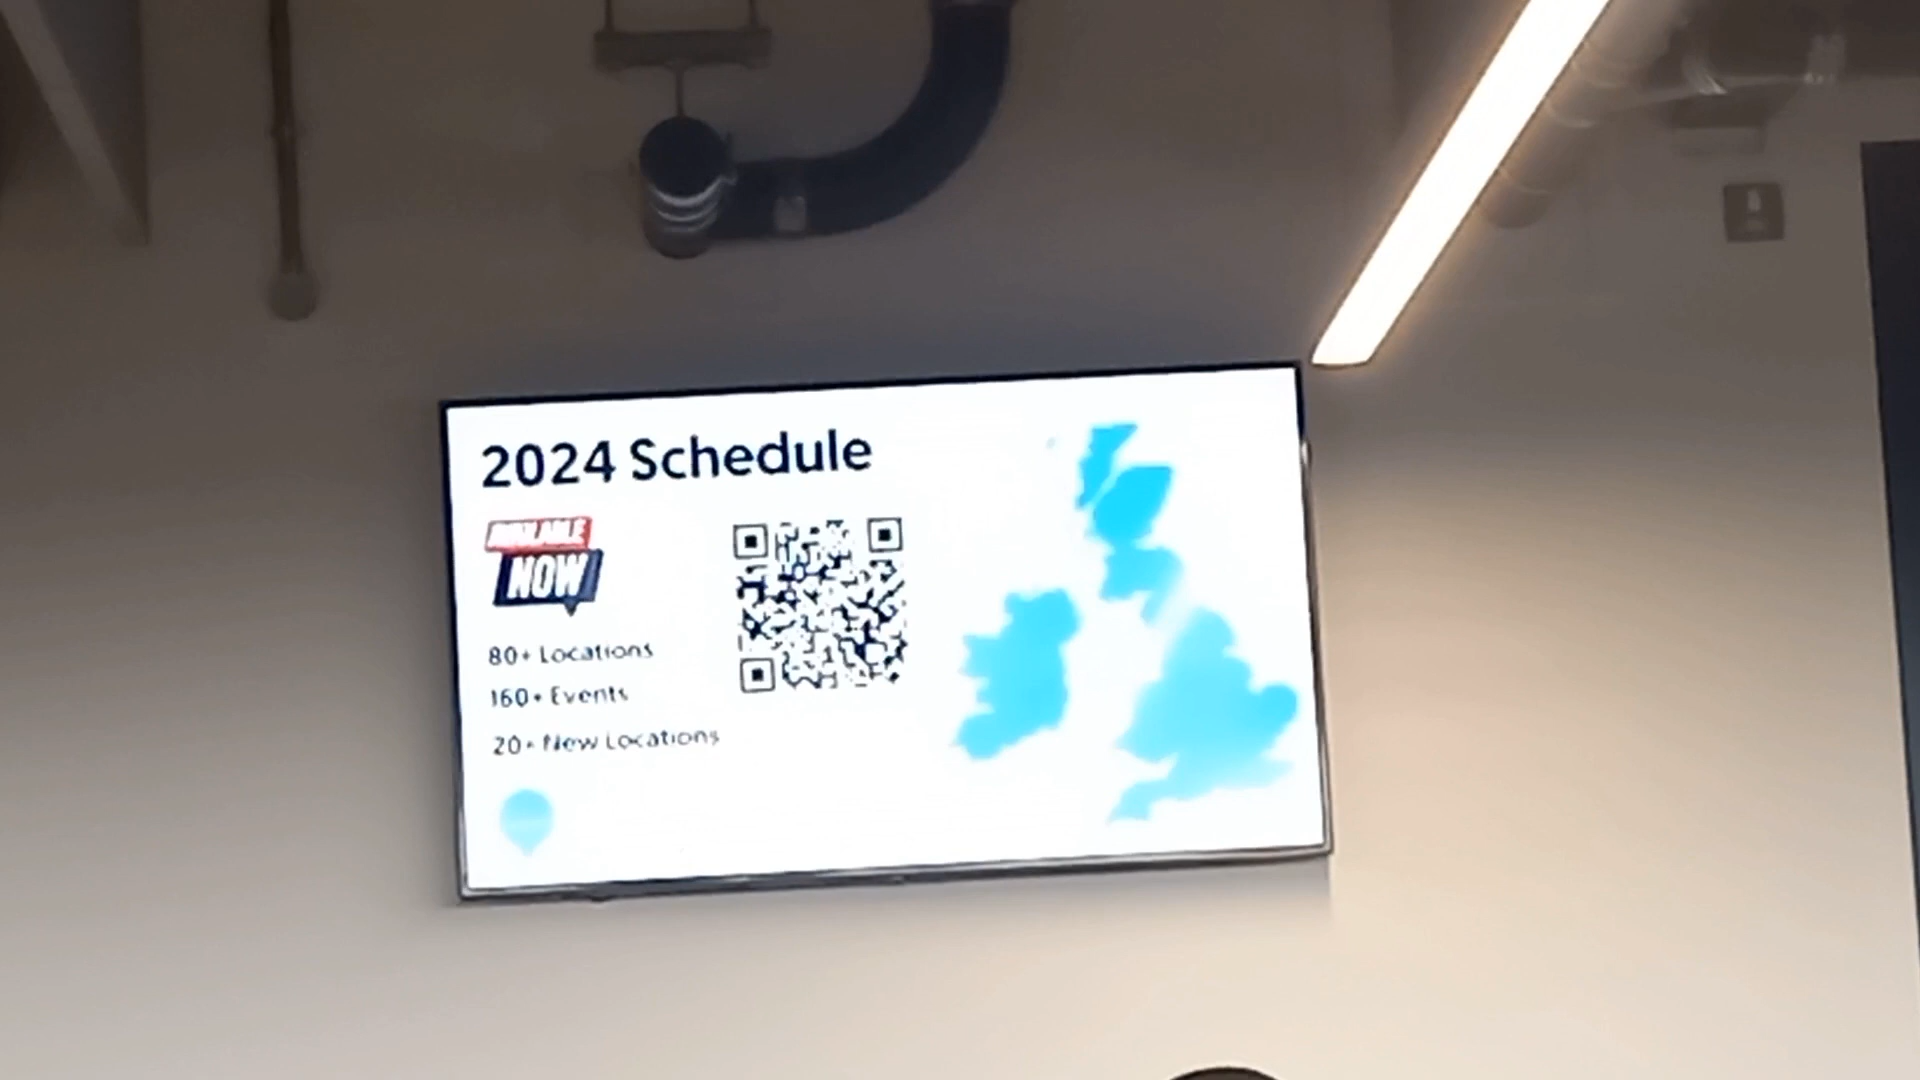 2024 Schedule
AVAILABLE
NOW
80+ Locations
160+ Events
20+ New Locations